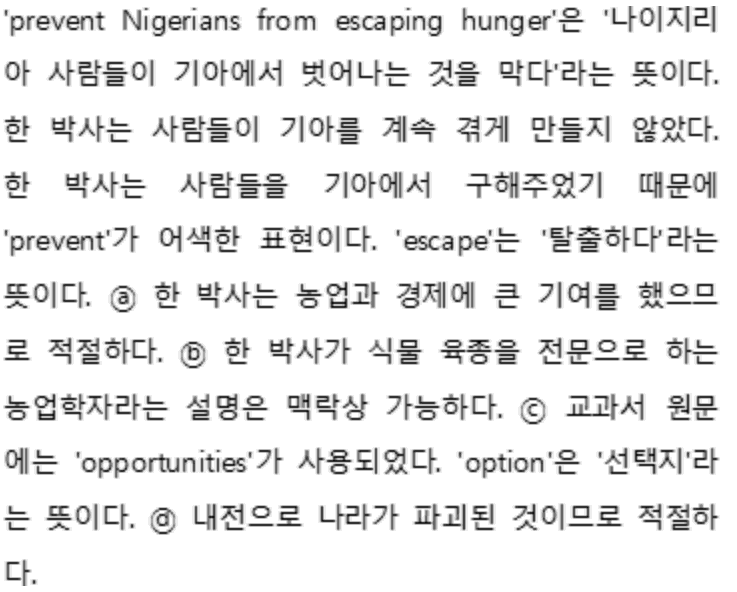 'prevent Nigerians from escaping hunger'은 '나이지리
아 사람들이 기아에서 벗어나는 것을 막다'라는 뜻이다.
한 박사는 사람들이 기아를 계속 겪게 만들지 않았다.
한 박사는 사람들을 기아에서 구해주었기 때문에
'prevent'가 어색한 표현이다. 'escape'는 '탈출하다'라는
뜻이다. ⓐ 한 박사는 농업과 경제에 큰 기여를 했으므
로 적절하다. ⓑ 한 박사가 식물 육종을 전문으로 하는
농업학자라는 설명은 맥락상 가능하다. ⓒ 교과서 원문
에는 'opportunities'가 사용되었다. 'option'은 '선택지'라
는 뜻이다. ⓓ 내전으로 나라가 파괴된 것이므로 적절하
다.